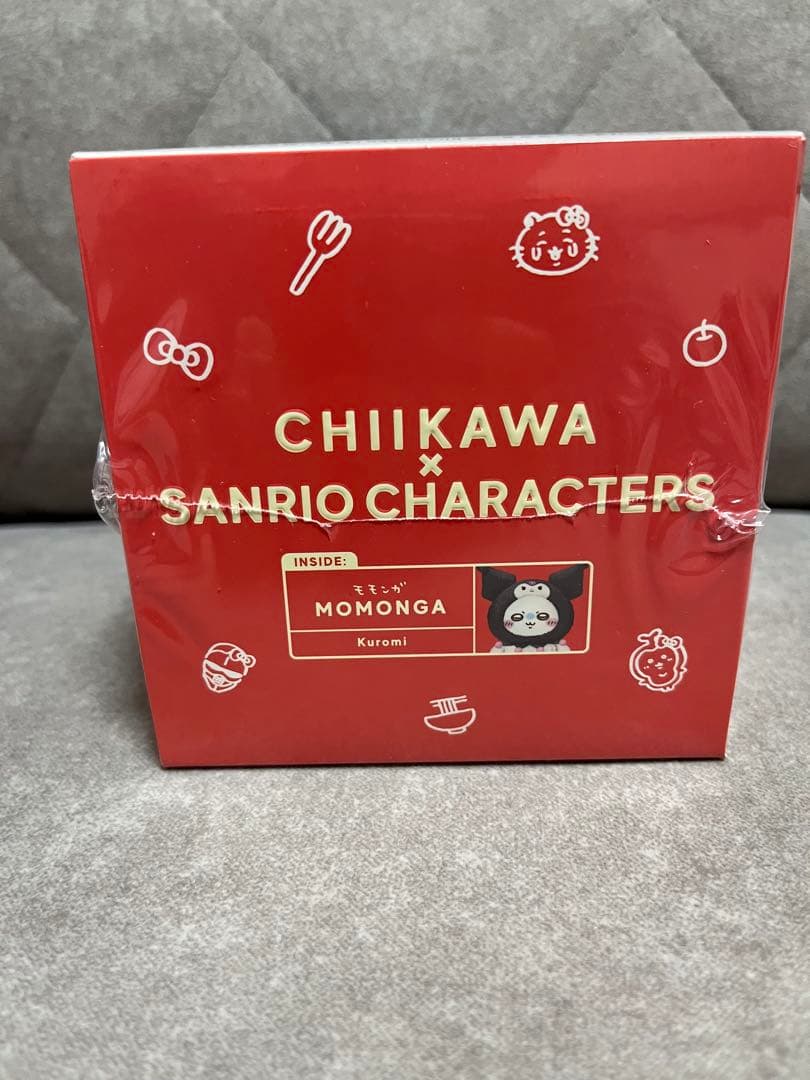 CHIIKAWA
×
SANRIO CHARACTERS
INSIDE:
モモンガ
MOMONGA
Kuromi